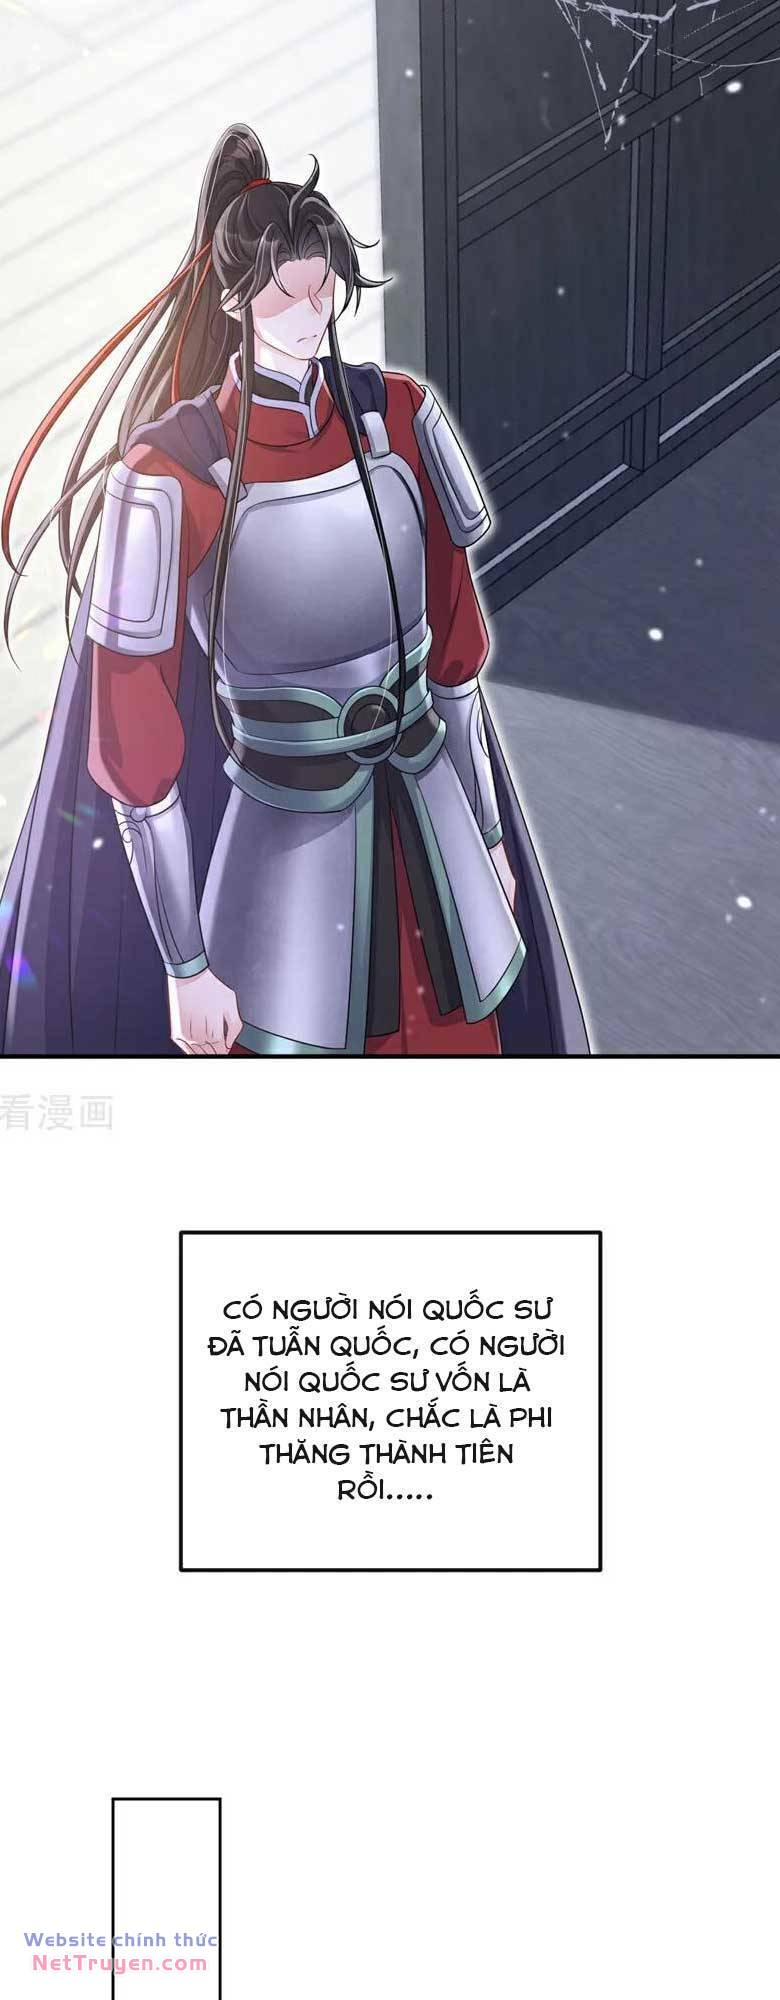 看漫画
CÓ NGƯỜI NÓI QUỐC SƯ
ĐÃ TUẪN QUỐC, CÓ NGƯỜI
NÓI QUỐC SƯ VỐN LÀ
THẦN NHÂN, CHẮC LÀ PHI
THĂNG THÀNH TIÊN
RỒI.....
Website chính thức
NetTruyen.com